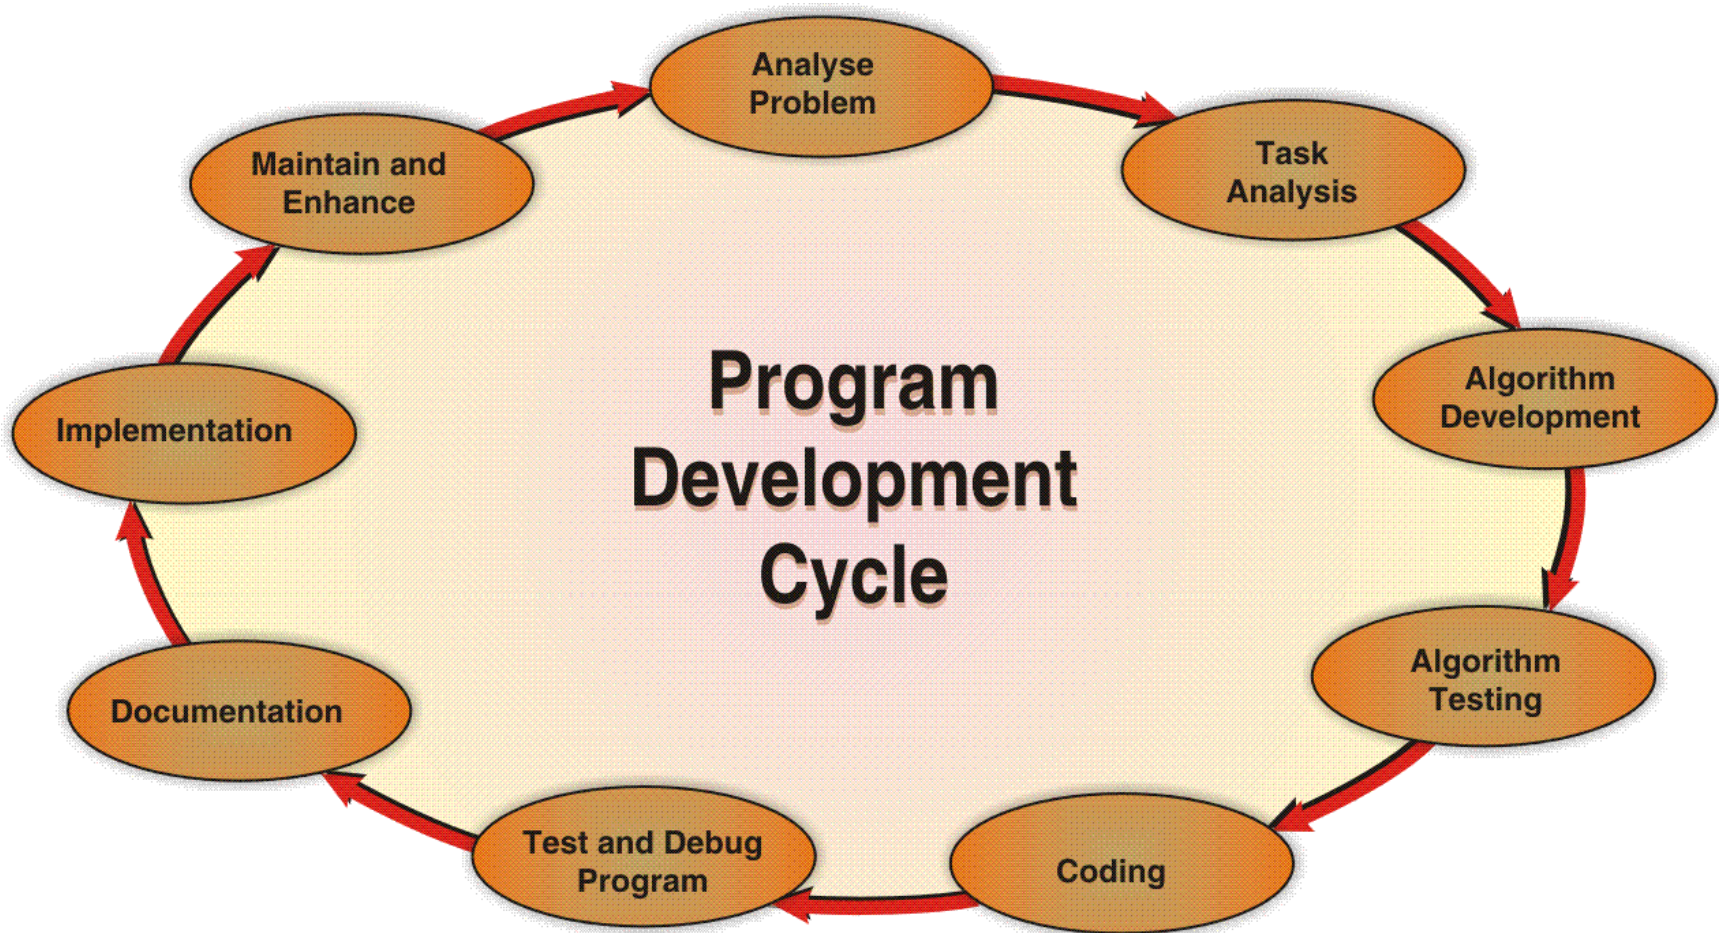 Analyse
Problem
Task
Analysis
Algorithm
Development
Algorithm
Testing
Coding
Test and Debug
Program
Documentation
Implementation
Maintain and
Enhance
Program
Development
Cycle